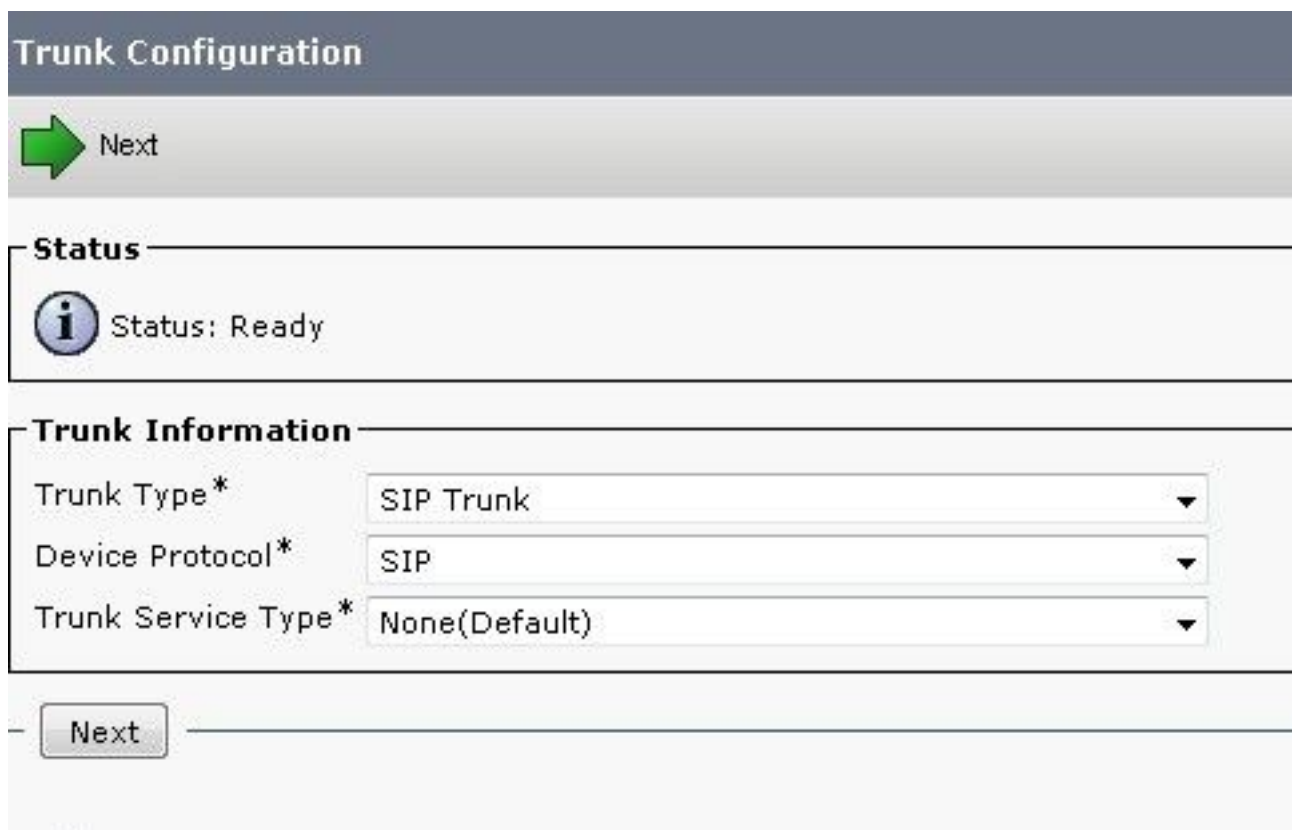 Trunk Configuration
Next
Status
i Status: Ready
Trunk Information
Trunk Type* SIP Trunk
Device Protocol* SIP
Trunk Service Type* None(Default)
Next